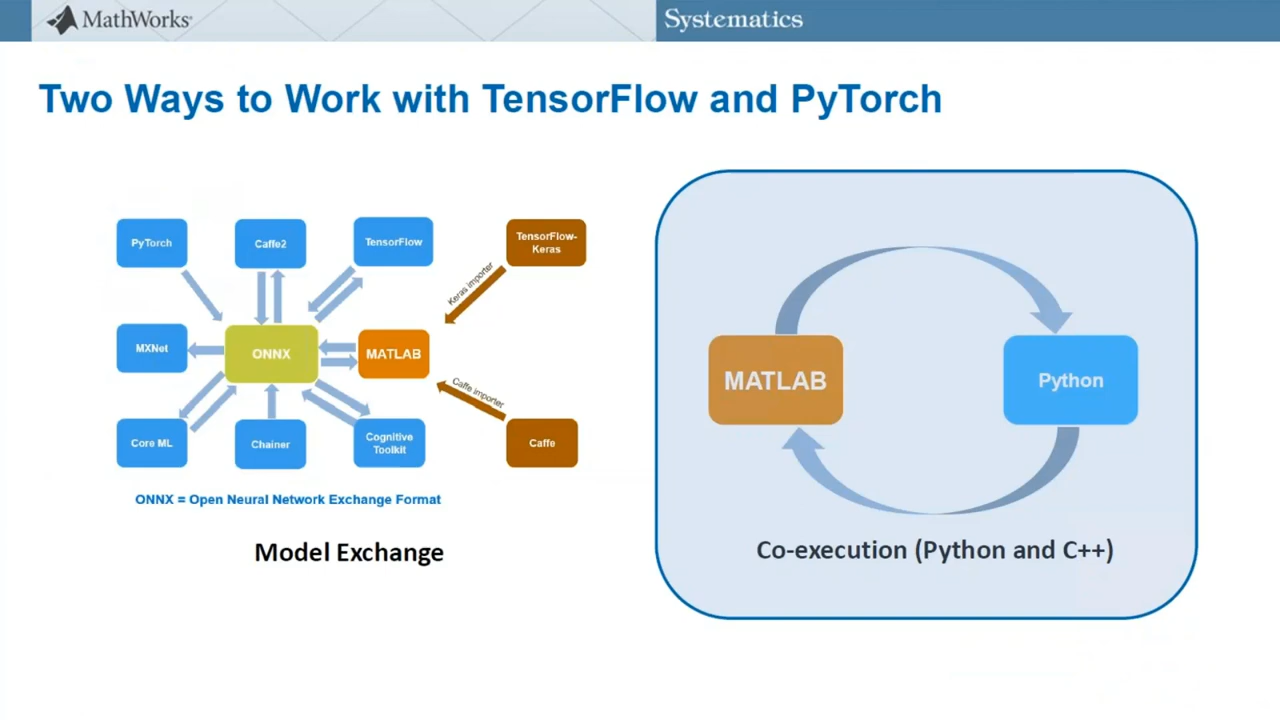 MathWorks®
Systematics
Two Ways to Work with TensorFlow and PyTorch
PyTorch
Caffe2
TensorFlow
TensorFlow-
Keras
Keras importer
MXNet
ONNX
MATLAB
Caffe importer
Core ML
Chainer
Cognitive
Toolkit
Caffe
ONNX = Open Neural Network Exchange Format
Model Exchange
MATLAB
Python
Co-execution (Python and C++)